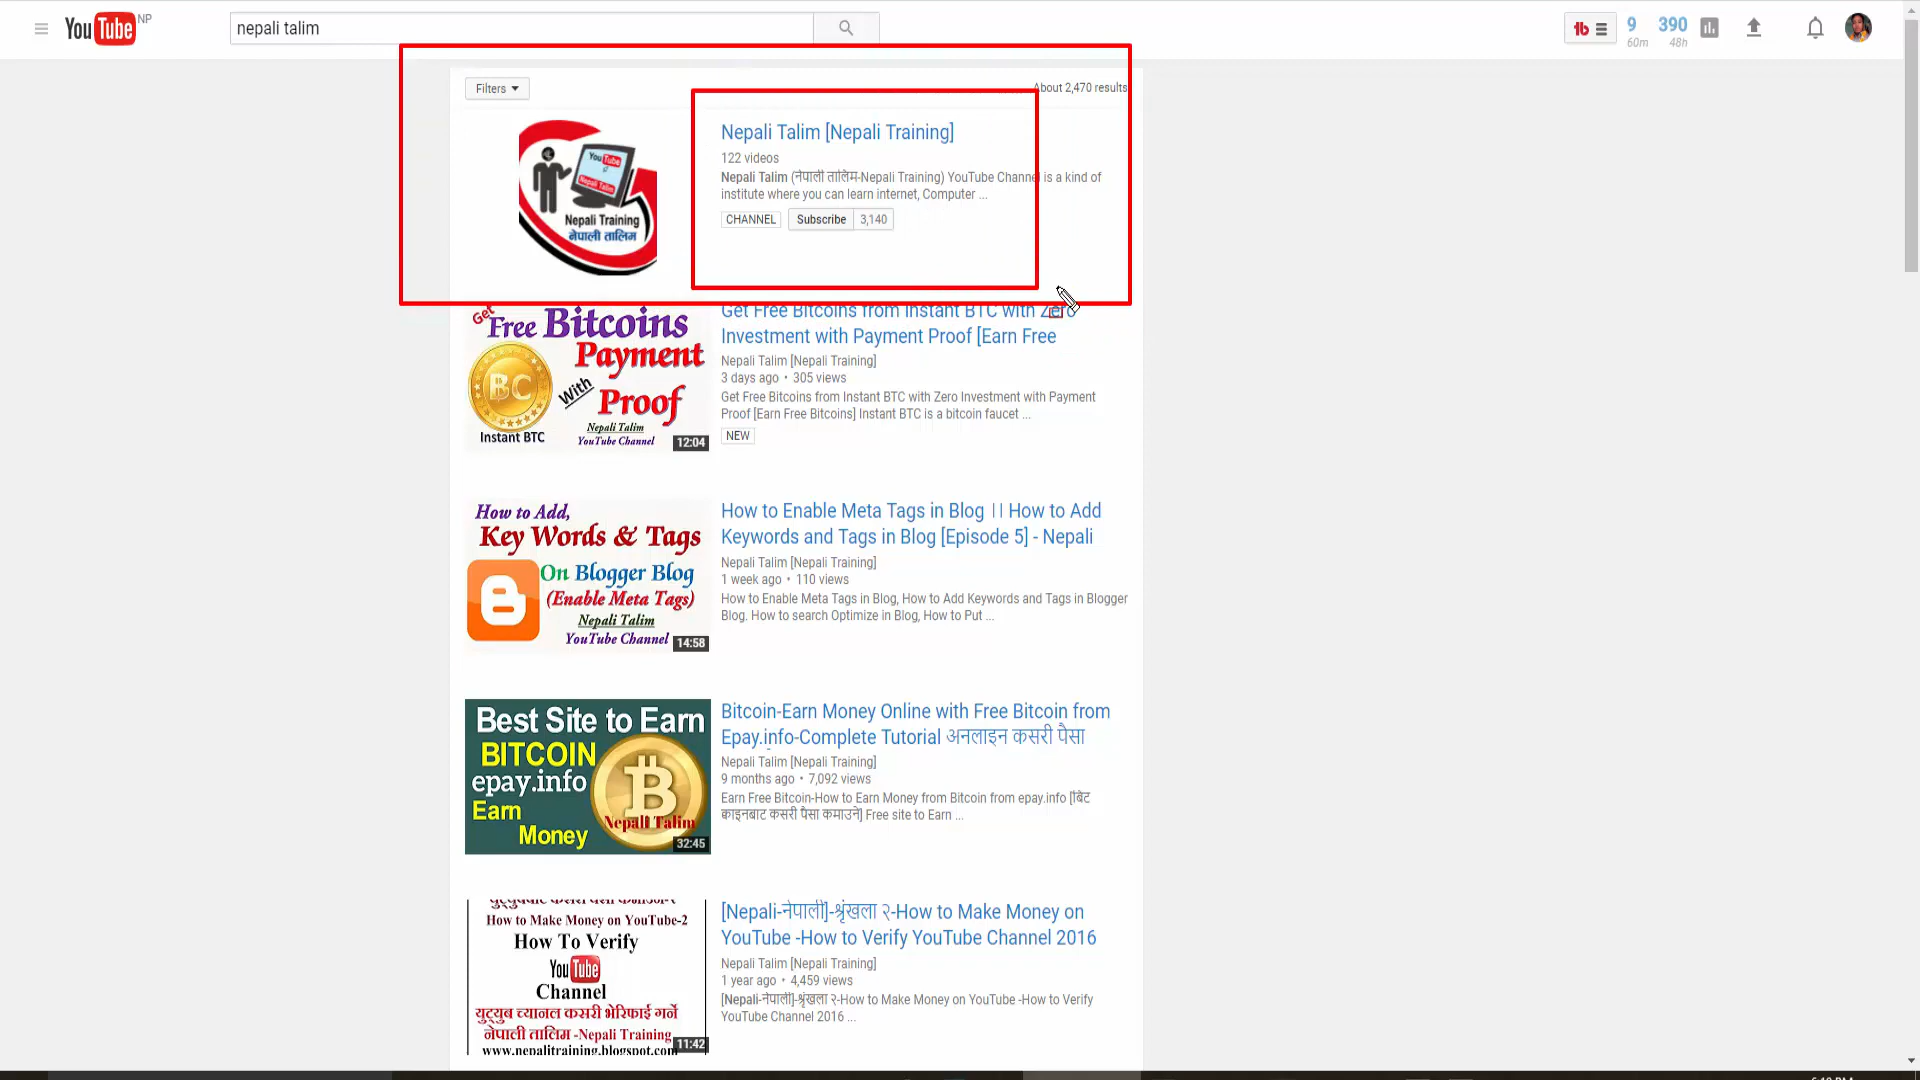 YouTube NP
nepali talim
9
60m
390
48h
Filters
About 2,470 results
YouTube
Nepali Training
नेपाली तालिम
Nepali Talim [Nepali Training]
122 videos
Nepali Talim (नेपाली तालिम-Nepali Training) YouTube Channel is a kind of
institute where you can learn internet, Computer ...
CHANNEL
Subscribe 3,140
Get
Free Bitcoins
Payment
With
Proof
BC
Instant BTC
Nepali Talim
YouTube Channel
12:04
Get Free Bitcoins from Instant BTC with Zero
Investment with Payment Proof [Earn Free
Nepali Talim [Nepali Training]
3 days ago • 305 views
Get Free Bitcoins from Instant BTC with Zero Investment with Payment
Proof [Earn Free Bitcoins] Instant BTC is a bitcoin faucet ...
NEW
How to Add,
Key Words & Tags
On Blogger Blog
(Enable Meta Tags)
Nepali Talim
YouTube Channel
14:58
How to Enable Meta Tags in Blog || How to Add
Keywords and Tags in Blog [Episode 5] - Nepali
Nepali Talim [Nepali Training]
1 week ago • 110 views
How to Enable Meta Tags in Blog, How to Add Keywords and Tags in Blogger
Blog. How to search Optimize in Blog, How to Put ...
Best Site to Earn
BITCOIN
epay.info
Earn
Money
Nepali Talim
32:45
Bitcoin-Earn Money Online with Free Bitcoin from
Epay.info-Complete Tutorial अनलाइन कसरी पैसा
Nepali Talim [Nepali Training]
9 months ago • 7,092 views
Earn Free Bitcoin-How to Earn Money from Bitcoin from epay.info [बिट
क्वाइनबाट कसरी पैसा कमाउने] Free site to Earn ...
How to Make Money on YouTube-2
How To Verify
YouTube
Channel
युट्युब च्यानल कसरी भेरिफाई गर्ने
नेपाली तालिम -Nepali Training
www.nepalitraining.blogspot.com
11:42
[Nepali-नेपाली]-श्रृंखला २-How to Make Money on
YouTube -How to Verify YouTube Channel 2016
Nepali Talim [Nepali Training]
1 year ago • 4,459 views
[Nepali-नेपाली]-श्रृंखला २-How to Make Money on YouTube -How to Verify
YouTube Channel 2016 ...